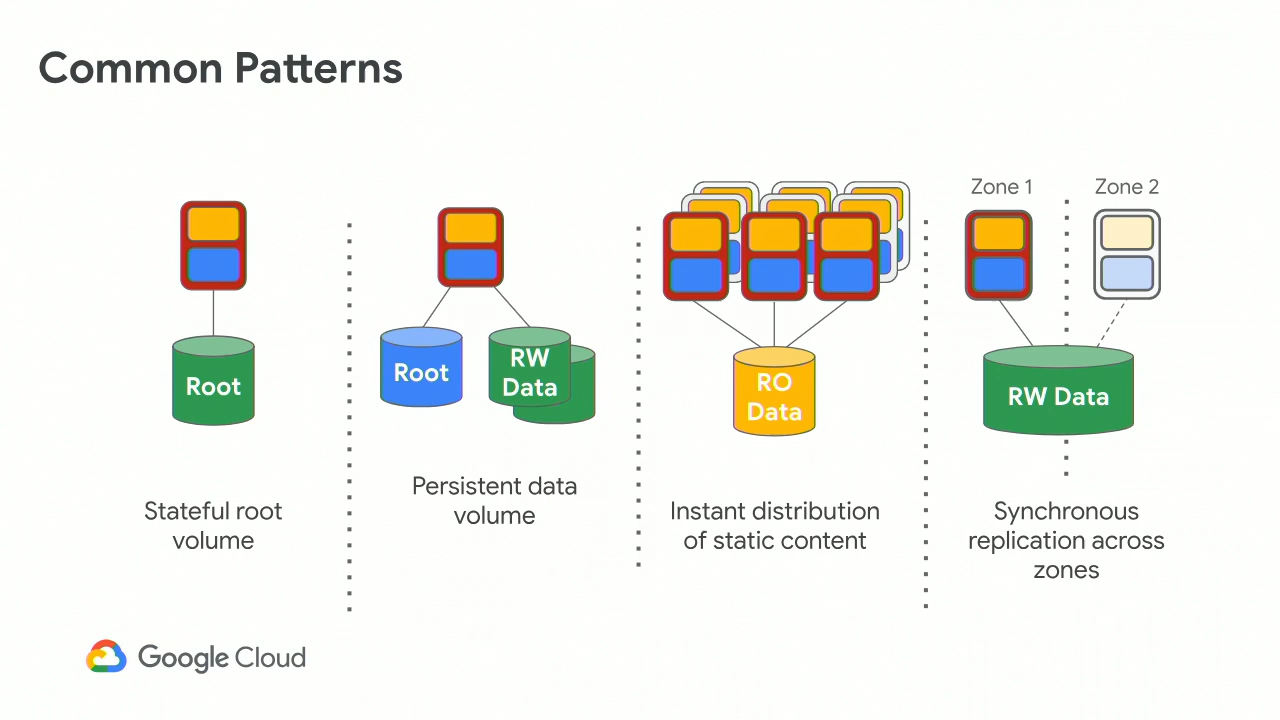 Common Patterns
Root
Stateful root
volume
Root
RW
Data
Persistent data
volume
RO
Data
Instant distribution
of static content
Zone 1
Zone 2
RW Data
Synchronous
replication across
zones
Google Cloud